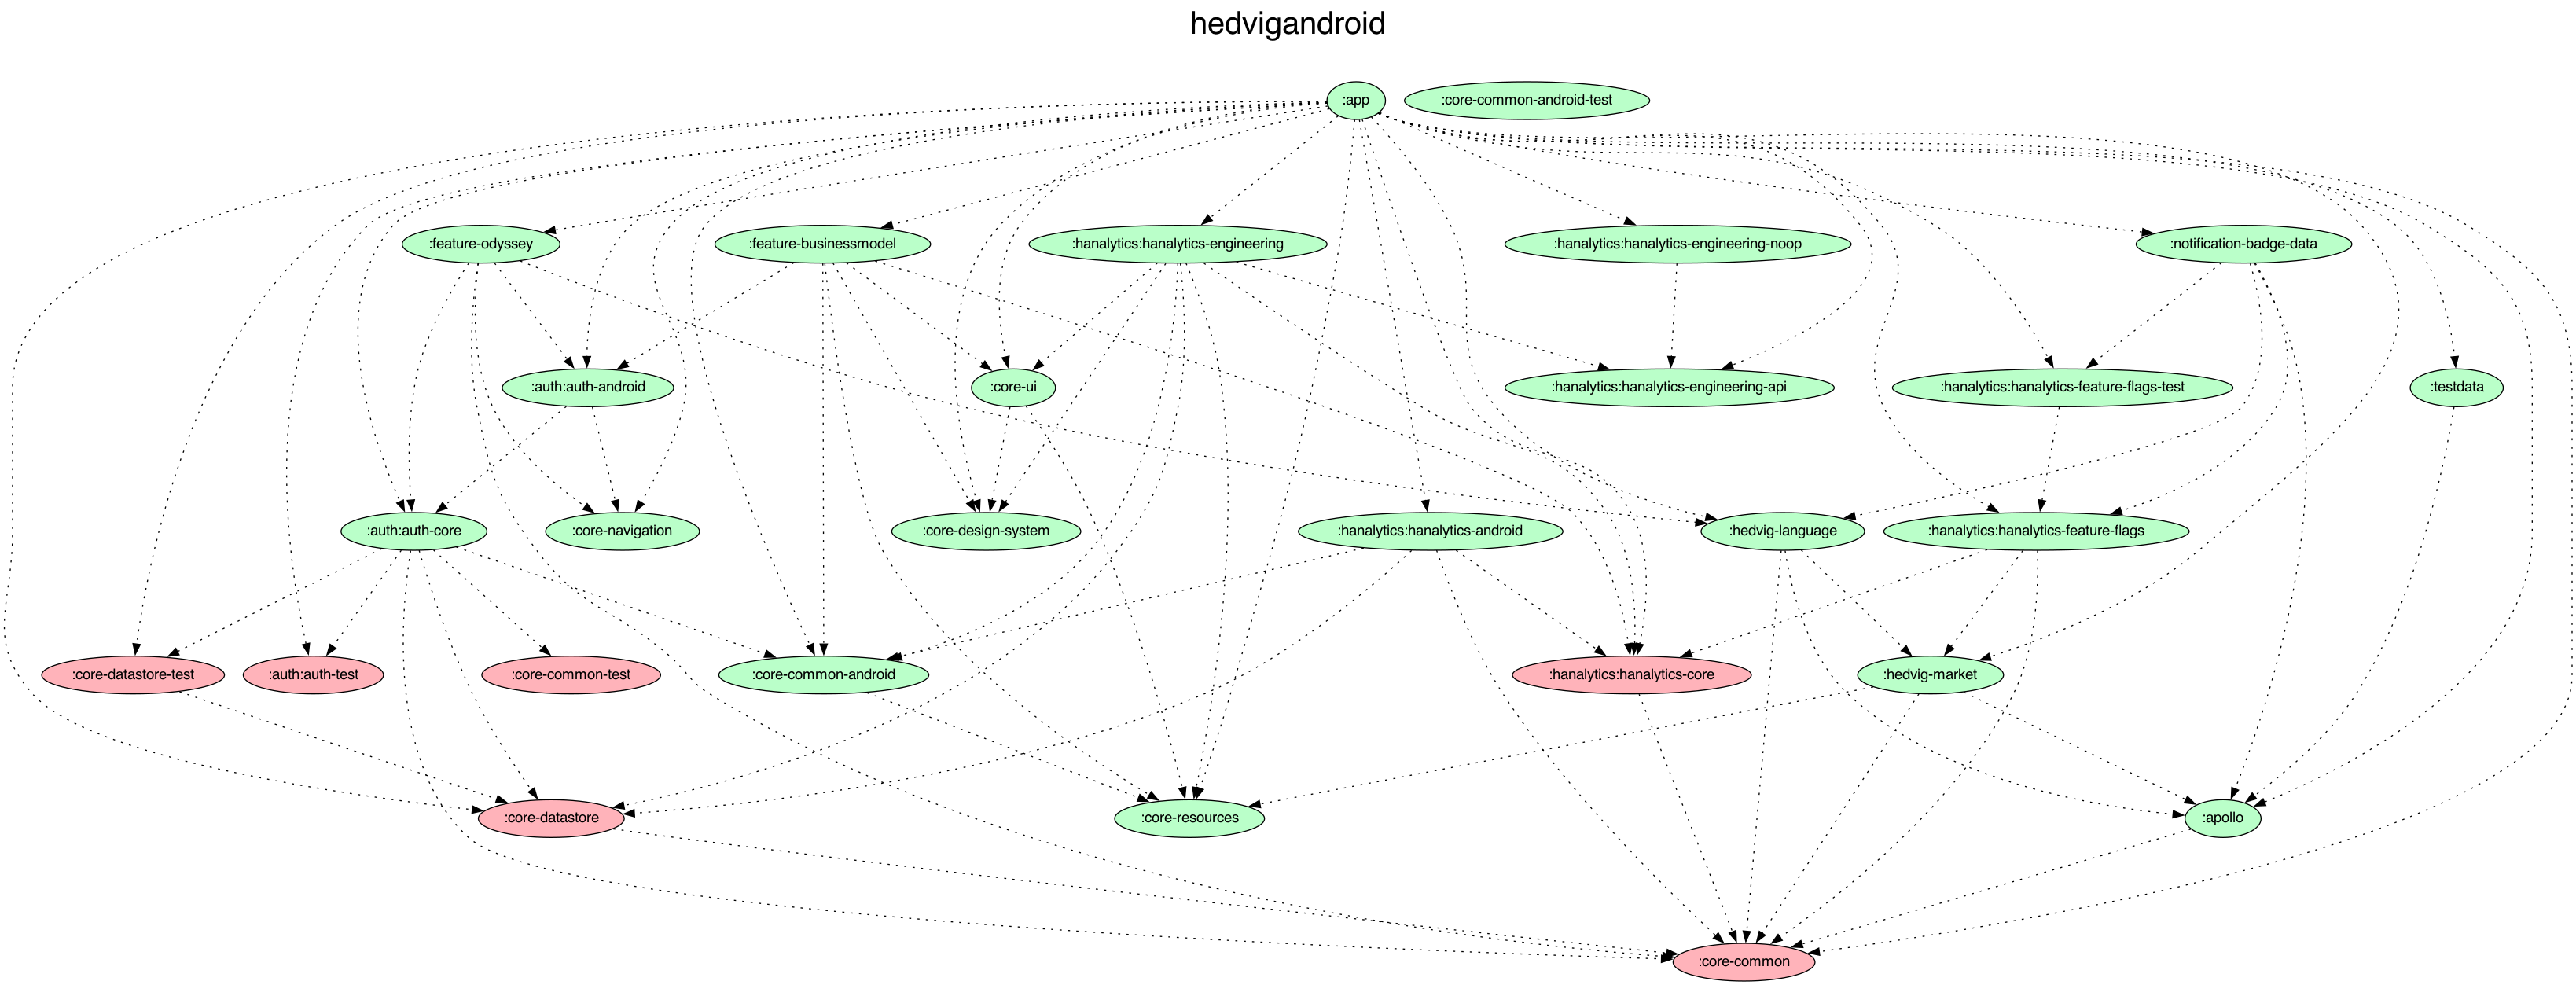 hedvigandroid
:app
:core-common-android-test
:feature-odyssey
:feature-businessmodel
:hanalytics:hanalytics-engineering
:hanalytics:hanalytics-engineering-noop
:notification-badge-data
:auth:auth-android
:core-ui
:hanalytics:hanalytics-engineering-api
:hanalytics:hanalytics-feature-flags-test
:testdata
:auth:auth-core
:core-navigation
:core-design-system
:hanalytics:hanalytics-android
:hedvig-language
:hanalytics:hanalytics-feature-flags
:core-datastore-test
:auth:auth-test
:core-common-test
:core-common-android
:hanalytics:hanalytics-core
:hedvig-market
:core-datastore
:core-resources
:apollo
:core-common